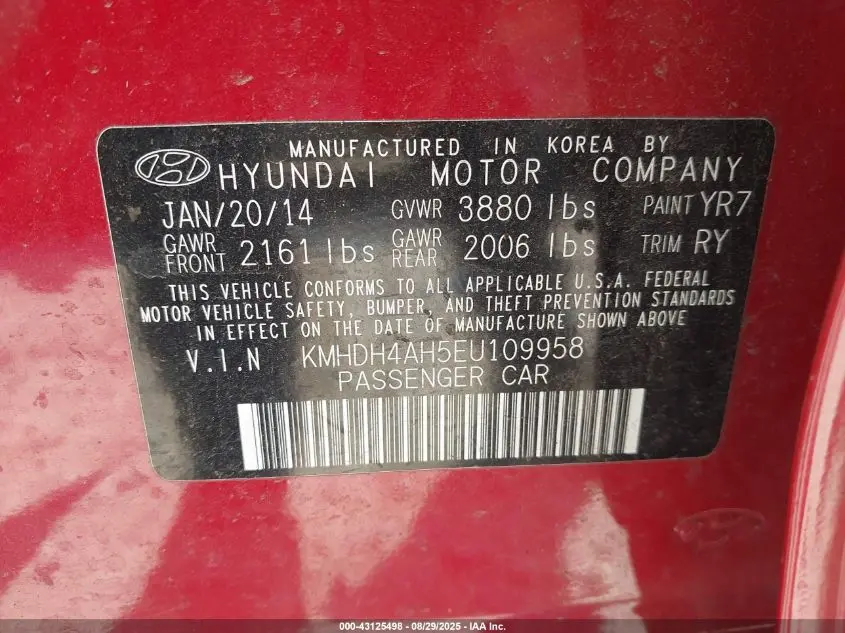 MANUFACTURED IN KOREA BY
HYUNDAI MOTOR COMPANY
JAN/20/14 GVWR 3880 lbs PAINT YR7
GAWR FRONT 2161 lbs GAWR REAR 2006 lbs TRIM RY
THIS VEHICLE CONFORMS TO ALL APPLICABLE U.S.A. FEDERAL
MOTOR VEHICLE SAFETY, BUMPER, AND THEFT PREVENTION STANDARDS
IN EFFECT ON THE DATE OF MANUFACTURE SHOWN ABOVE
V.I.N KMHDH4AH5EU109958
PASSENGER CAR
000-43125498 - 08/29/2025 - IAA Inc.